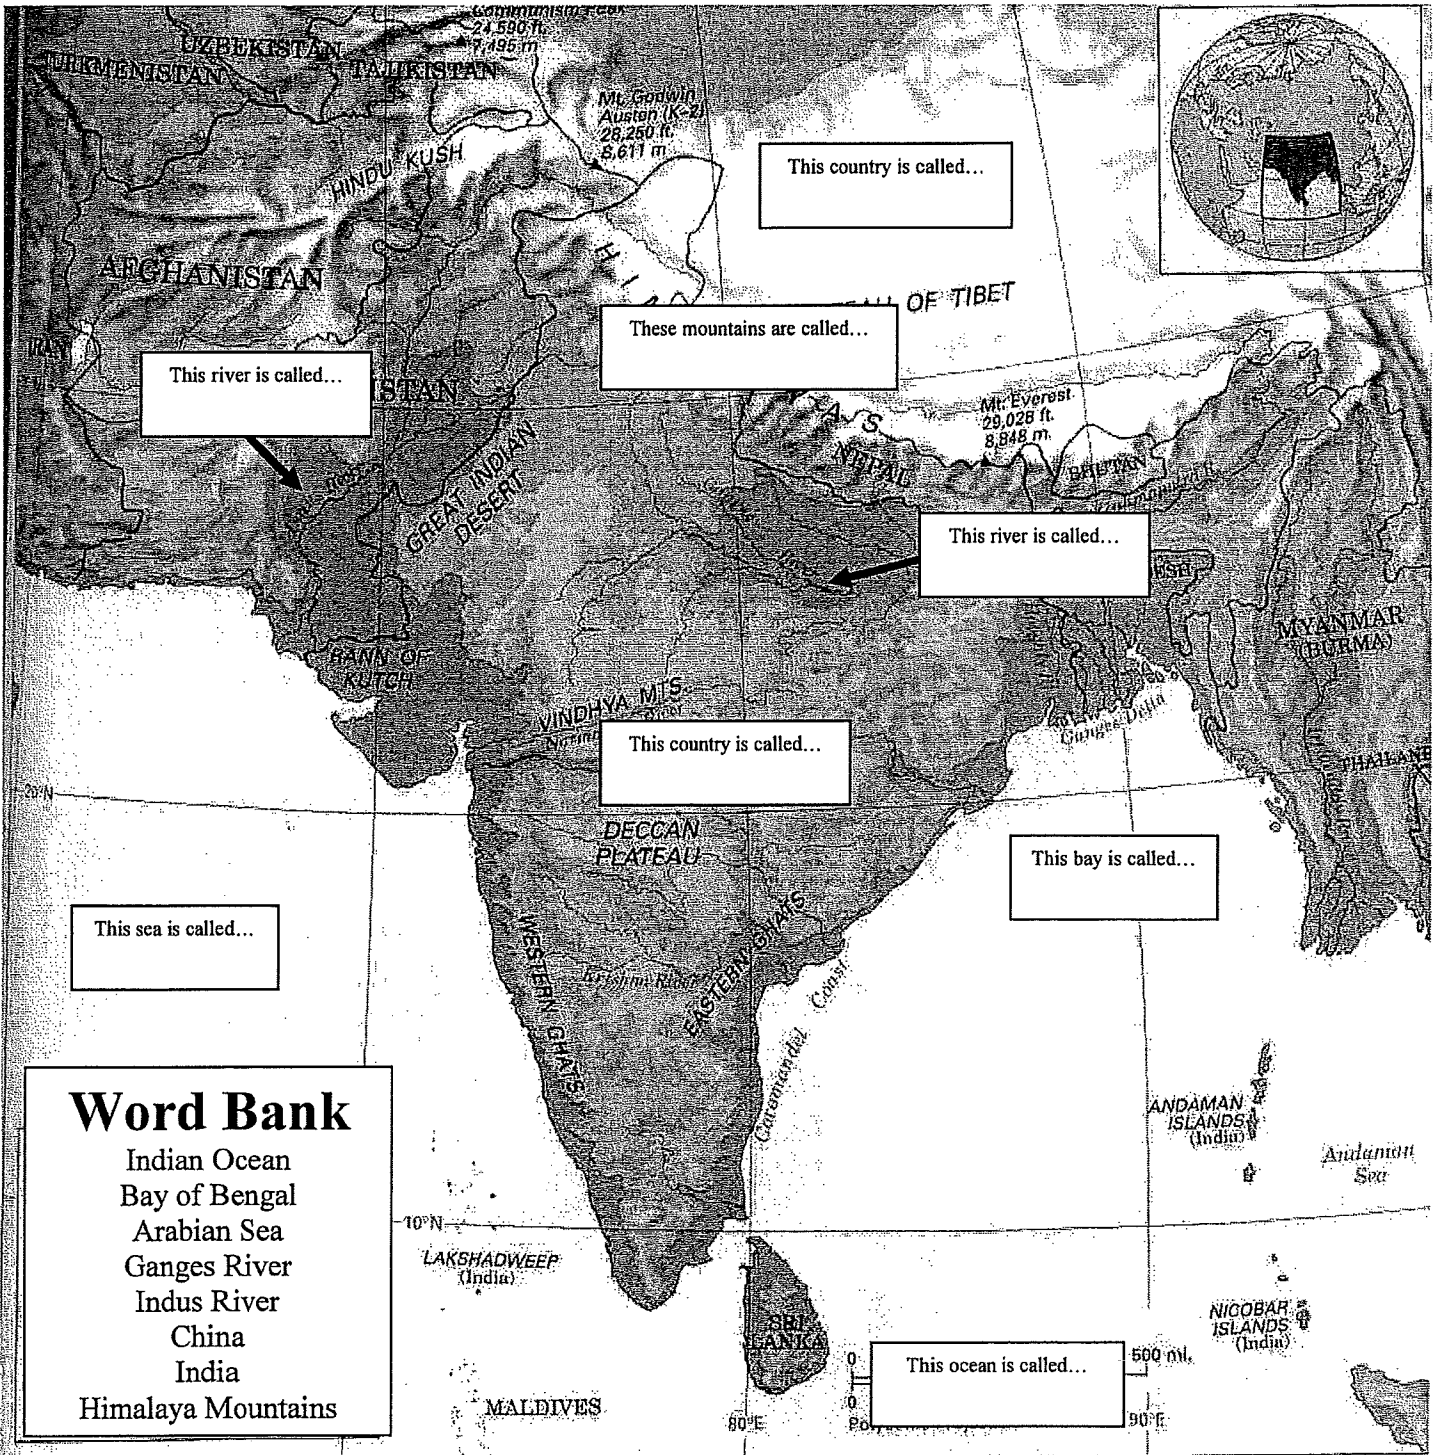 24,590 ft.
7,495 m
UZBEKISTAN
TURKMENISTAN
TAJIKISTAN
Mt. Godwin
Austen (K-2)
28,250 ft.
8,611 m
HINDU KUSH
This country is called...
AFGHANISTAN
OF TIBET
These mountains are called...
IRAN
This river is called...
ISTAN
Mt. Everest
29,028 ft.
8,848 m
NEPAL
BHUTAN
GREAT INDIAN
DESERT
This river is called...
ESH
MYANMAR
(BURMA)
RANN OF
KUTCH
VINDHYA MTS.
Ganges Delta
This country is called...
THAILAND
20°N
DECCAN
PLATEAU
This bay is called...
This sea is called...
WESTERN GHATS
Krishna River
EASTERN GHATS
Coromandel Coast
Word Bank
Indian Ocean
Bay of Bengal
Arabian Sea
Ganges River
Indus River
China
India
Himalaya Mountains
ANDAMAN
ISLANDS
(India)
Andaman
Sea
10°N
LAKSHADWEEP
(India)
NICOBAR
ISLANDS
(India)
SRI
LANKA
0
This ocean is called...
500 mi.
0
MALDIVES
80°E
90°E